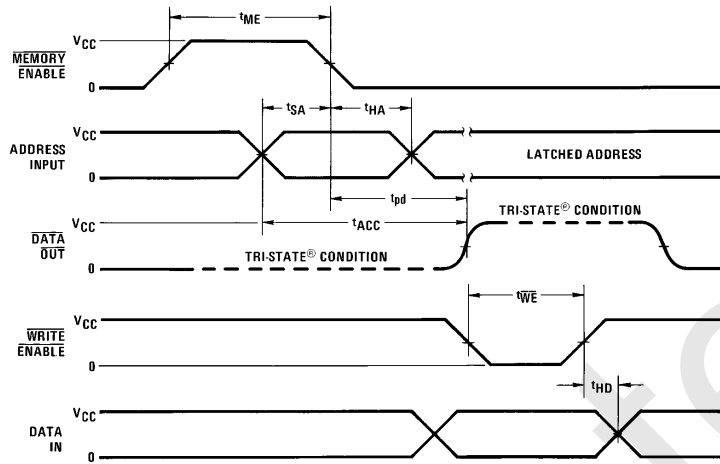 tME
VCC
MEMORY
ENABLE
0
tSA
tHA
VCC
ADDRESS
INPUT
LATCHED ADDRESS
0
tpd
TRI-STATE® CONDITION
VCC
tACC
DATA
OUT
TRI-STATE® CONDITION
0
tWE
VCC
WRITE
ENABLE
0
tHD
VCC
DATA
IN
0